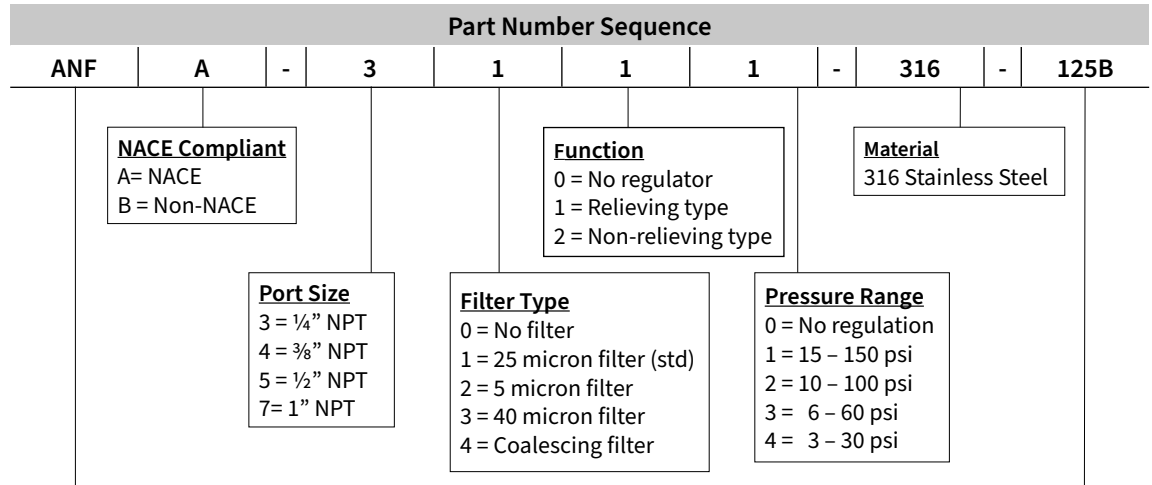 Part Number Sequence
ANF A - 3 1 1 1 - 316 - 125B
NACE Compliant
A= NACE
B = Non-NACE
Function
0 = No regulator
1 = Relieving type
2 = Non-relieving type
Material
316 Stainless Steel
Port Size
3 = ¼” NPT
4 = ⅜” NPT
5 = ½” NPT
7= 1” NPT
Filter Type
0 = No filter
1 = 25 micron filter (std)
2 = 5 micron filter
3 = 40 micron filter
4 = Coalescing filter
Pressure Range
0 = No regulation
1 = 15 – 150 psi
2 = 10 – 100 psi
3 = 6 – 60 psi
4 = 3 – 30 psi